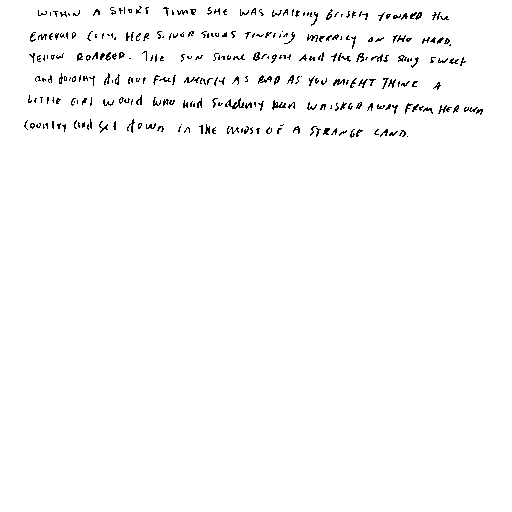 WITHIN A SHORT TIME SHE WAS WALKING BRISKLY TOWARD the
EMERALD CITY, HER SILVER SHOES TINKLING MERRILY ON THE HARD,
YELLOW ROADBED. THE SUN SHONE Bright And the Birds sang SWEET
and dorothy did not feel NEARLY AS BAD AS YOU MIGHT THINK A
LITTLE GIRL WOULD WHO HAD SUDDENLY been WHISKED AWAY FROM HER OWN
Country and set down in THE MIDST OF A STRANGE LAND.